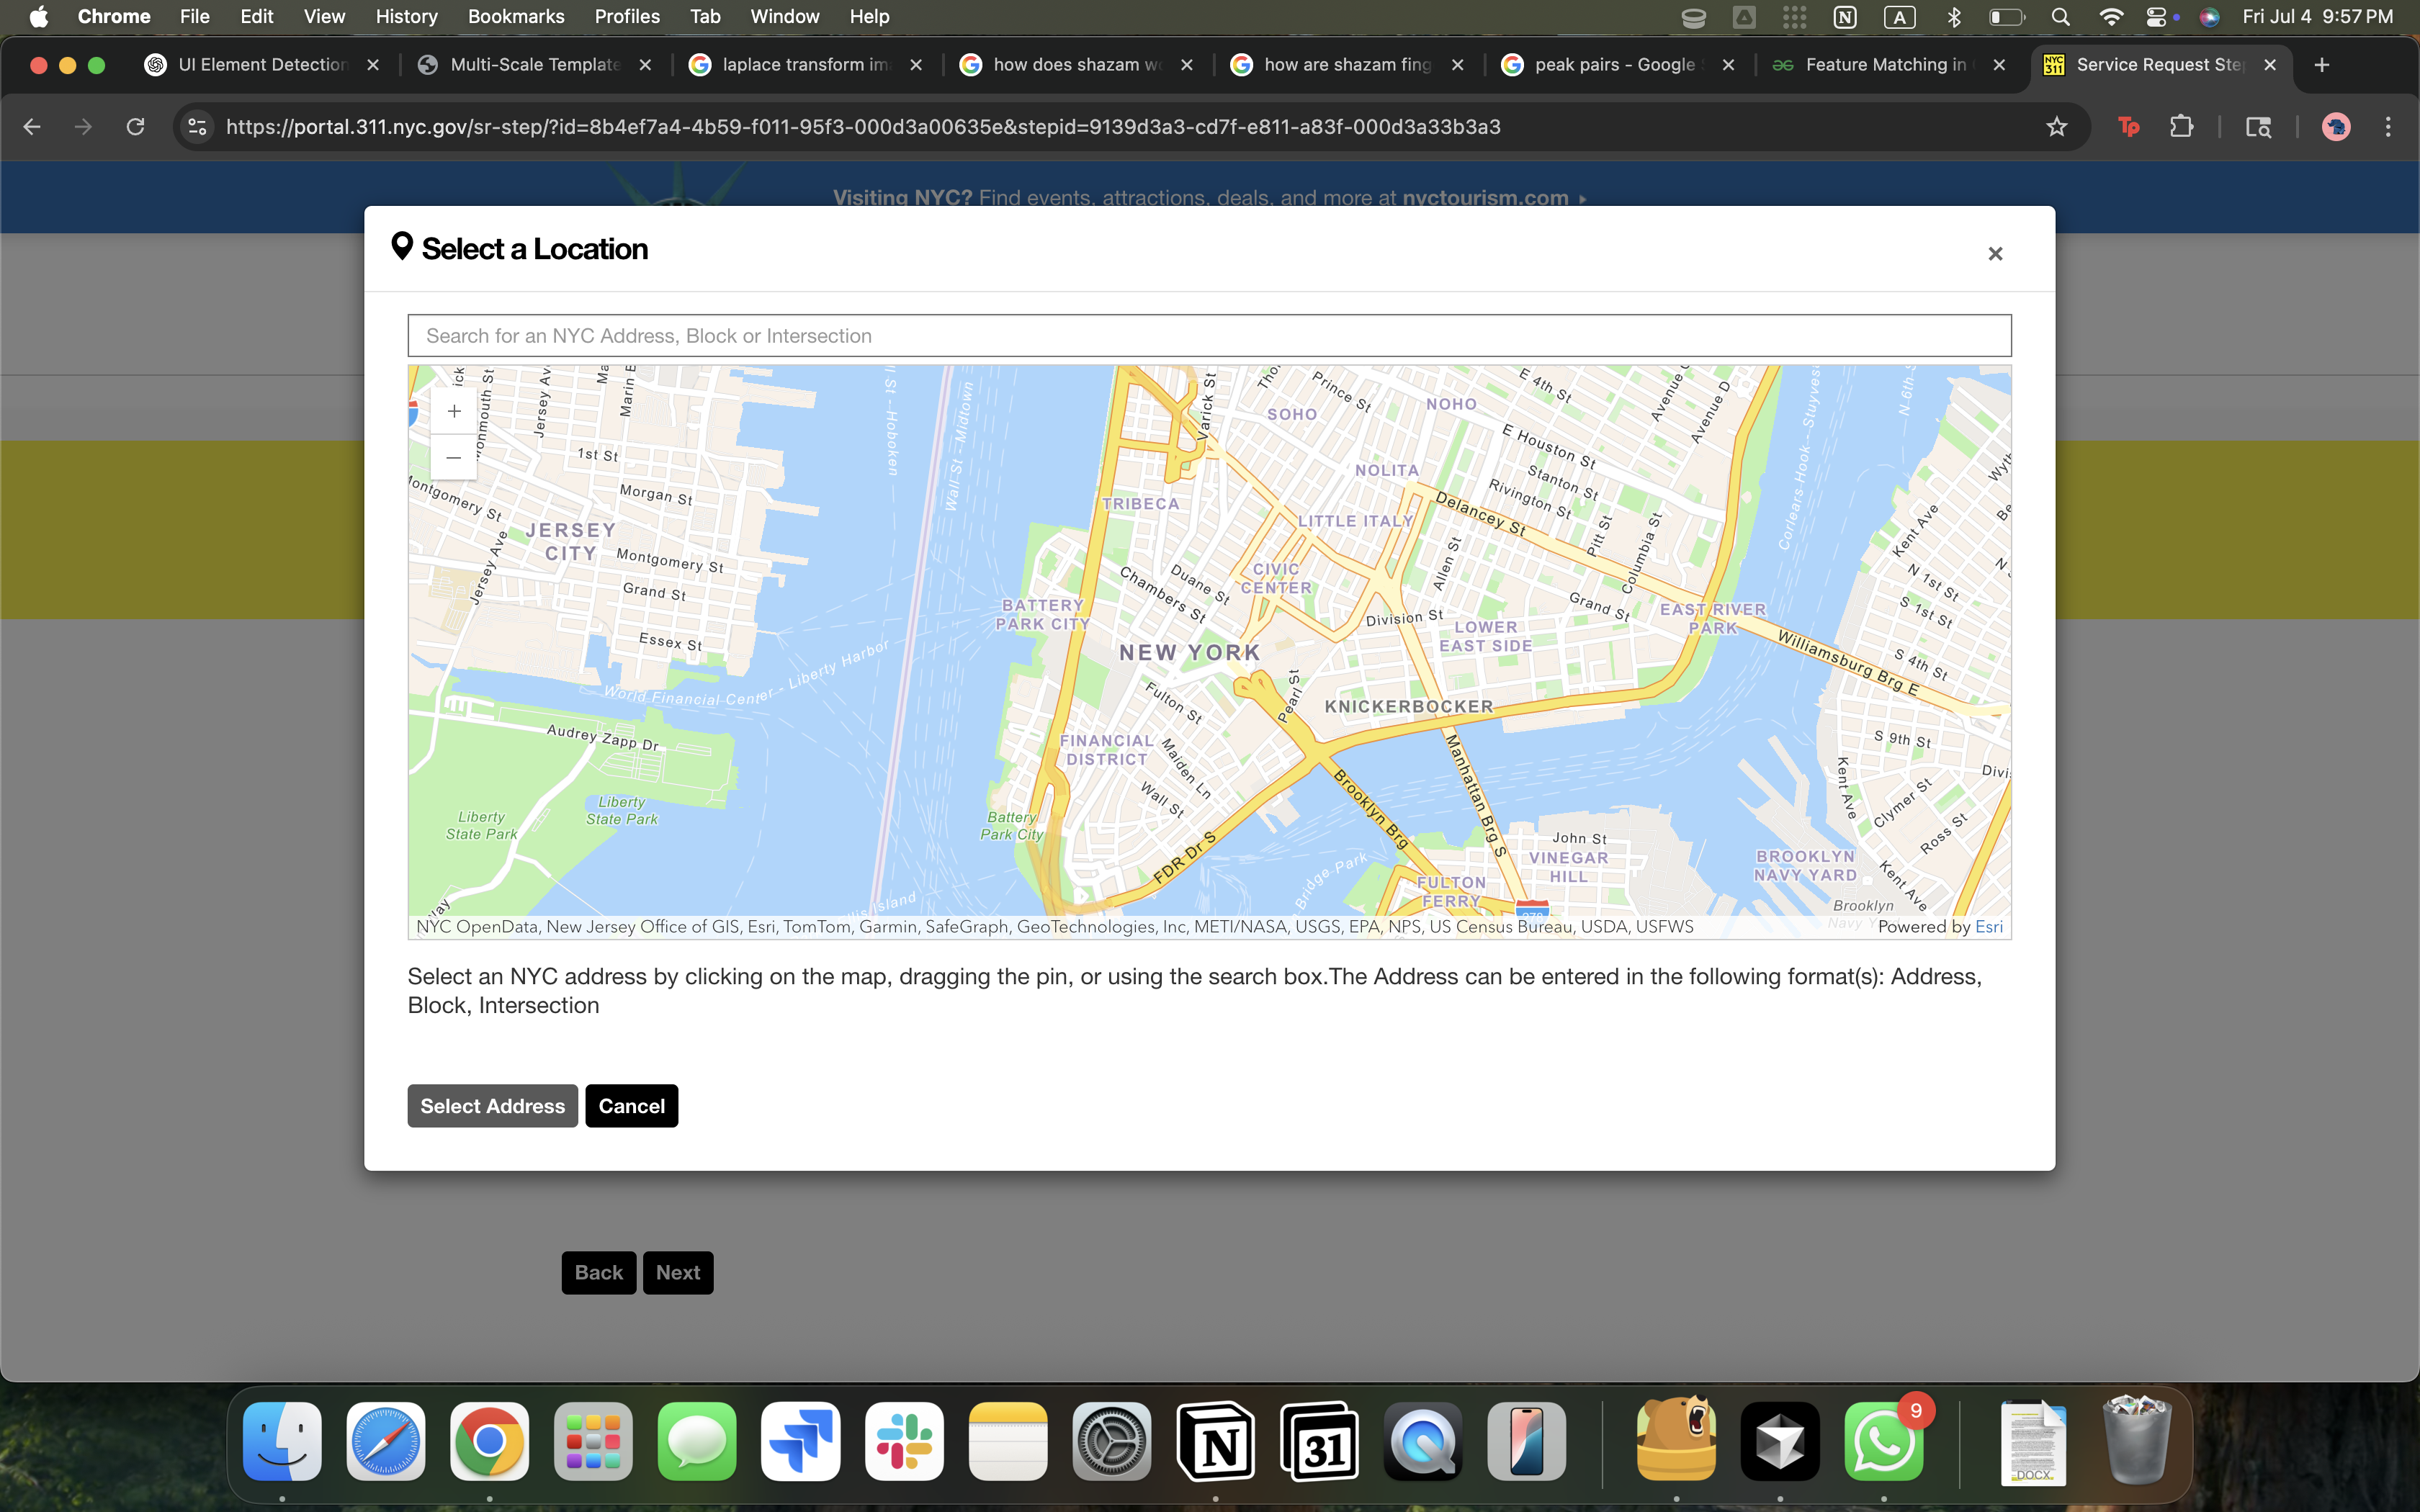 Chrome File Edit View History Bookmarks Profiles Tab Window Help
A
Fri Jul 4 9:57 PM
UI Element Detection
Multi-Scale Template
laplace transform im
how does shazam w
how are shazam fing
peak pairs - Google
Feature Matching in
NYC 311
Service Request Ste
https://portal.311.nyc.gov/sr-step/?id=8b4ef7a4-4b59-f011-95f3-000d3a00635e&stepid=9139d3a3-cd7f-e811-a83f-000d3a33b3a3
Tp
Visiting NYC? Find events, attractions, deals, and more at nyctourism.com
Select a Location
Search for an NYC Address, Block or Intersection
+
−
Jersey Av
Marin B
1st St
Morgan St
JERSEY
CITY
Montgomery St
Montgomery St
Jersey Ave
Grand St
Essex St
World Financial Center - Liberty Harbor
Audrey Zapp Dr
Liberty
State Park
Liberty
State Park
Wall St - Midtown
Varick St
Prince St
SOHO
NOHO
E 4th St
Avenue D
E Houston St
Stanton St
Rivington St
NOLITA
TRIBECA
LITTLE ITALY
Delancey St
Pitt St
Columbia St
Allen St
CIVIC
CENTER
Duane St
Chambers St
BATTERY
PARK CITY
Division St
Grand St
LOWER
EAST SIDE
EAST RIVER
PARK
NEW YORK
Williamsburg Brg E
Fulton St
Pearl St
KNICKERBOCKER
FINANCIAL
DISTRICT
Maiden Ln
Wall St
Battery
Park City
FDR Dr S
Brooklyn Brg
Manhattan Brg S
John St
VINEGAR
HILL
FULTON
FERRY
BROOKLYN
NAVY YARD
Brooklyn
Kent Ave
N 1st St
S 1st St
S 4th St
S 9th St
Kent Ave
Clymer St
Ross St
Kent Ave
NYC OpenData, New Jersey Office of GIS, Esri, TomTom, Garmin, SafeGraph, GeoTechnologies, Inc, METI/NASA, USGS, EPA, NPS, US Census Bureau, USDA, USFWS
Powered by Esri
Select an NYC address by clicking on the map, dragging the pin, or using the search box.The Address can be entered in the following format(s): Address,
Block, Intersection
Select Address
Cancel
Back
Next
N
31
9
DOCX